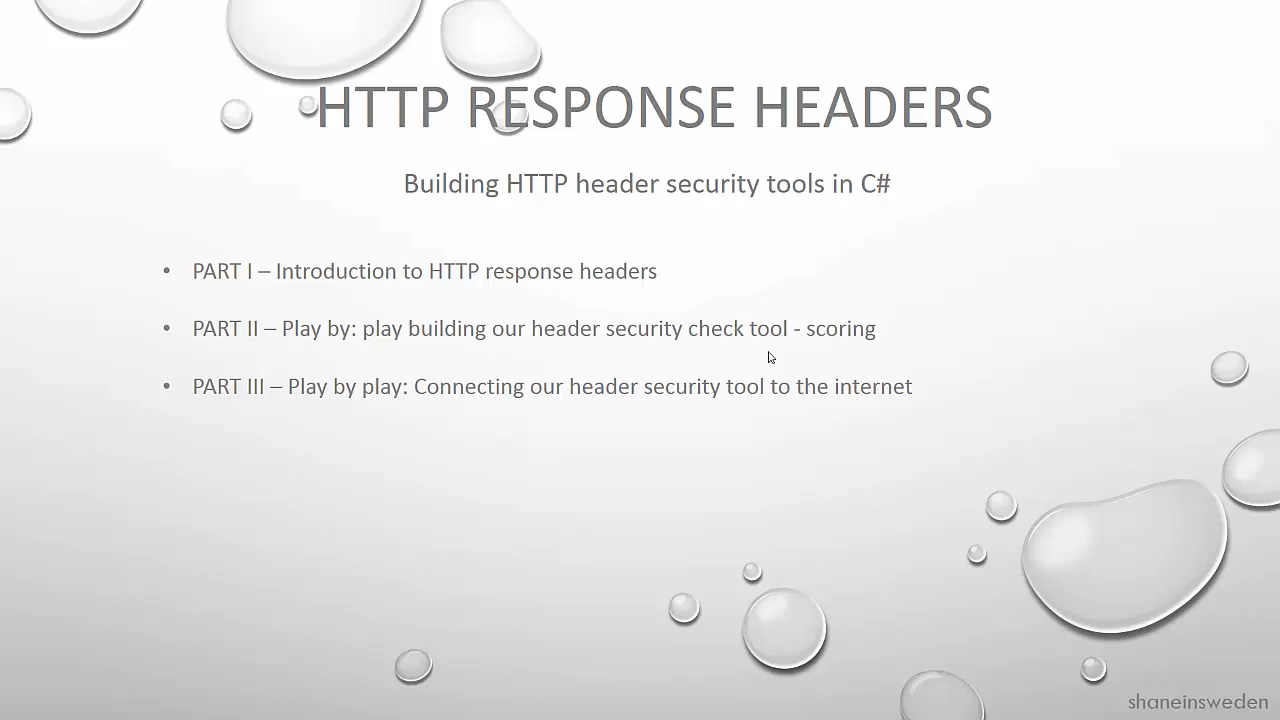 HTTP RESPONSE HEADERS
Building HTTP header security tools in C#
• PART I – Introduction to HTTP response headers
• PART II – Play by: play building our header security check tool - scoring
• PART III – Play by play: Connecting our header security tool to the internet
shaneinsweden